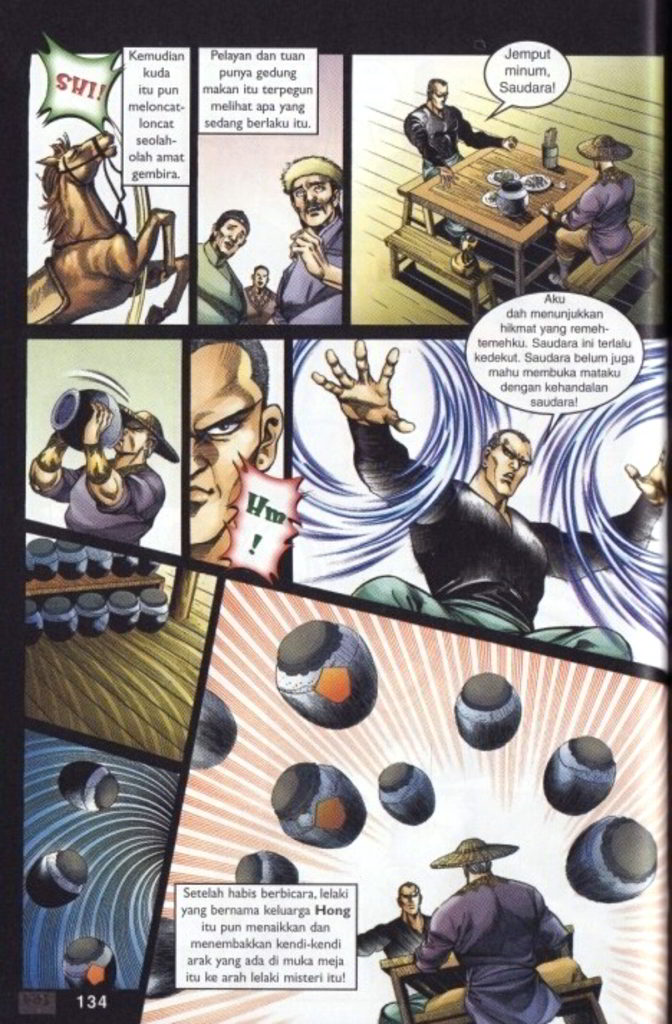 SHI!
Kemudian
kuda
itu pun
meloncat-
loncat
seolah-
olah amat
gembira.
Pelayan dan tuan
punya gedung
makan itu terpegun
melihat apa yang
sedang berlaku itu.
Jemput
minum,
Saudara!
Hm
!
Aku
dah menunjukkan
hikmat yang remeh-
temehku. Saudara ini terlalu
kedekut. Saudara belum juga
mahu membuka mataku
dengan kehandalan
saudara!
Setelah habis berbicara, lelaki
yang bernama keluarga Hong
itu pun menaikkan dan
menembakkan kendi-kendi
arak yang ada di muka meja
itu ke arah lelaki misteri itu!
134